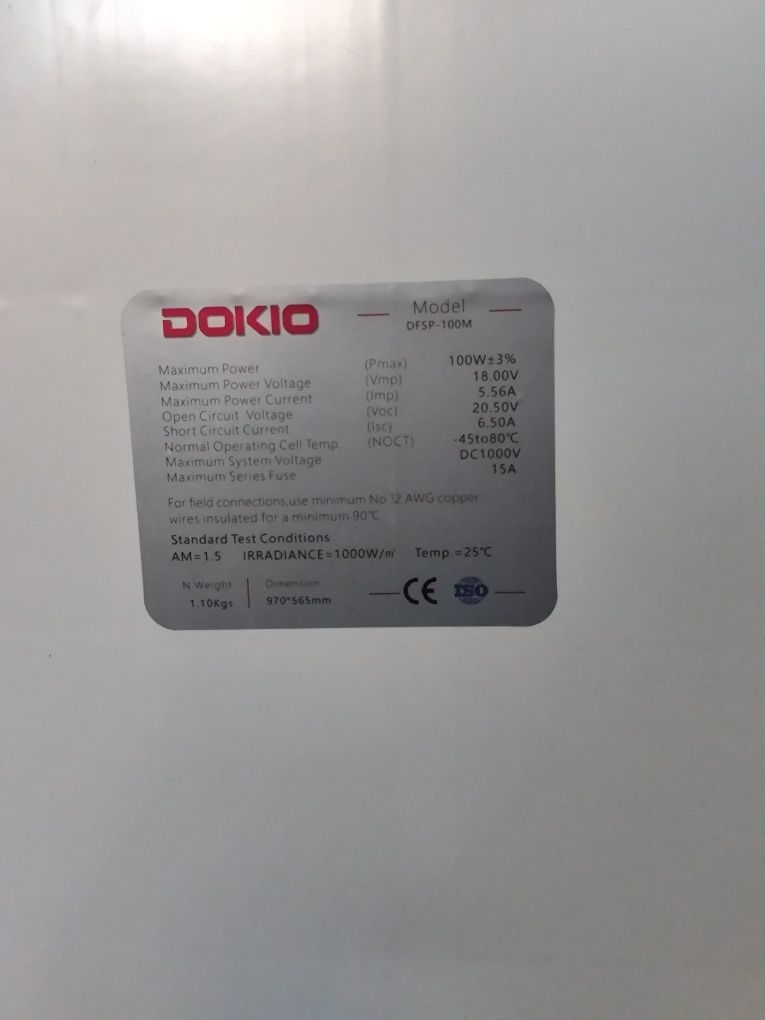 DOKIO
Model
DFSP-100M
Maximum Power (Pmax) 100W±3%
Maximum Power Voltage (Vmp) 18.00V
Maximum Power Current (Imp) 5.56A
Open Circuit Voltage (Voc) 20.50V
Short Circuit Current (Isc) 6.50A
Normal Operating Cell Temp (NOCT) -45to80℃
Maximum System Voltage DC1000V
Maximum Series Fuse 15A
For field connections,use minimum No 12 AWG copper
wires insulated for a minimum 90℃
Standard Test Conditions
AM=1.5 IRRADIANCE=1000W/㎡ Temp.=25℃
N.Weight Dimension
1.10Kgs 970*565mm
CE ISO